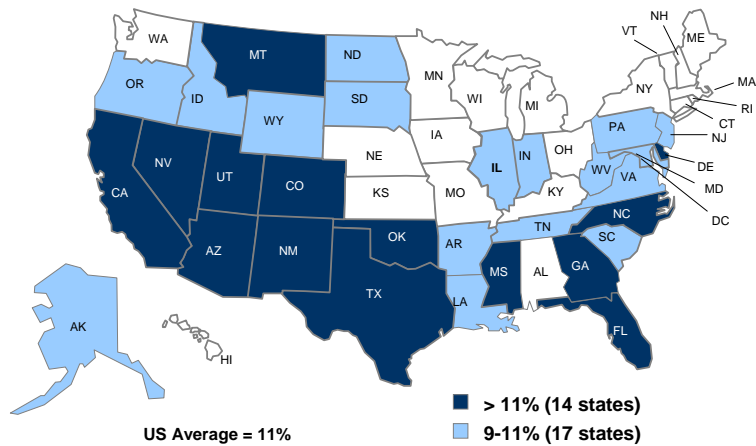 WA
MT
ND
MN
VT
NH
ME
OR
ID
SD
WI
MI
NY
MA
RI
CT
WY
IA
PA
NJ
NV
NE
IL
IN
OH
DE
CA
UT
CO
KS
MO
WV
VA
MD
KY
DC
AZ
NM
OK
AR
TN
NC
SC
TX
LA
MS
AL
GA
FL
AK
HI
> 11% (14 states)
US Average = 11%
9-11% (17 states)